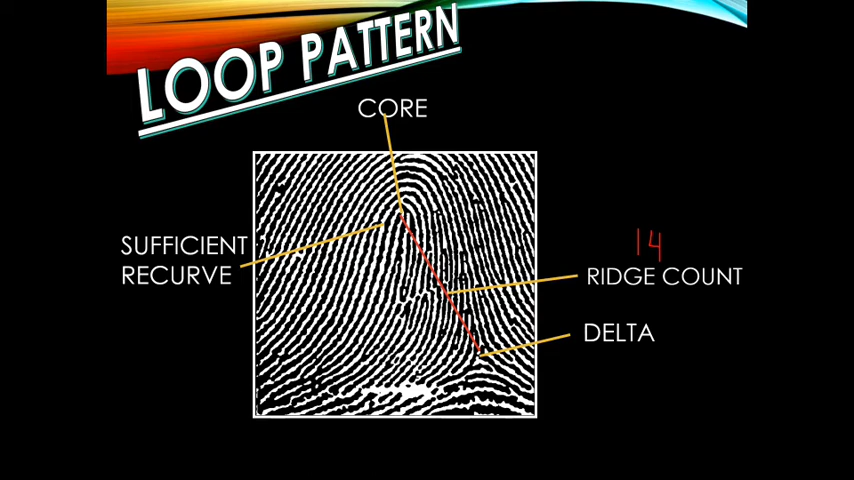 LOOP PATTERN
CORE
SUFFICIENT
RECURVE
14
RIDGE COUNT
DELTA